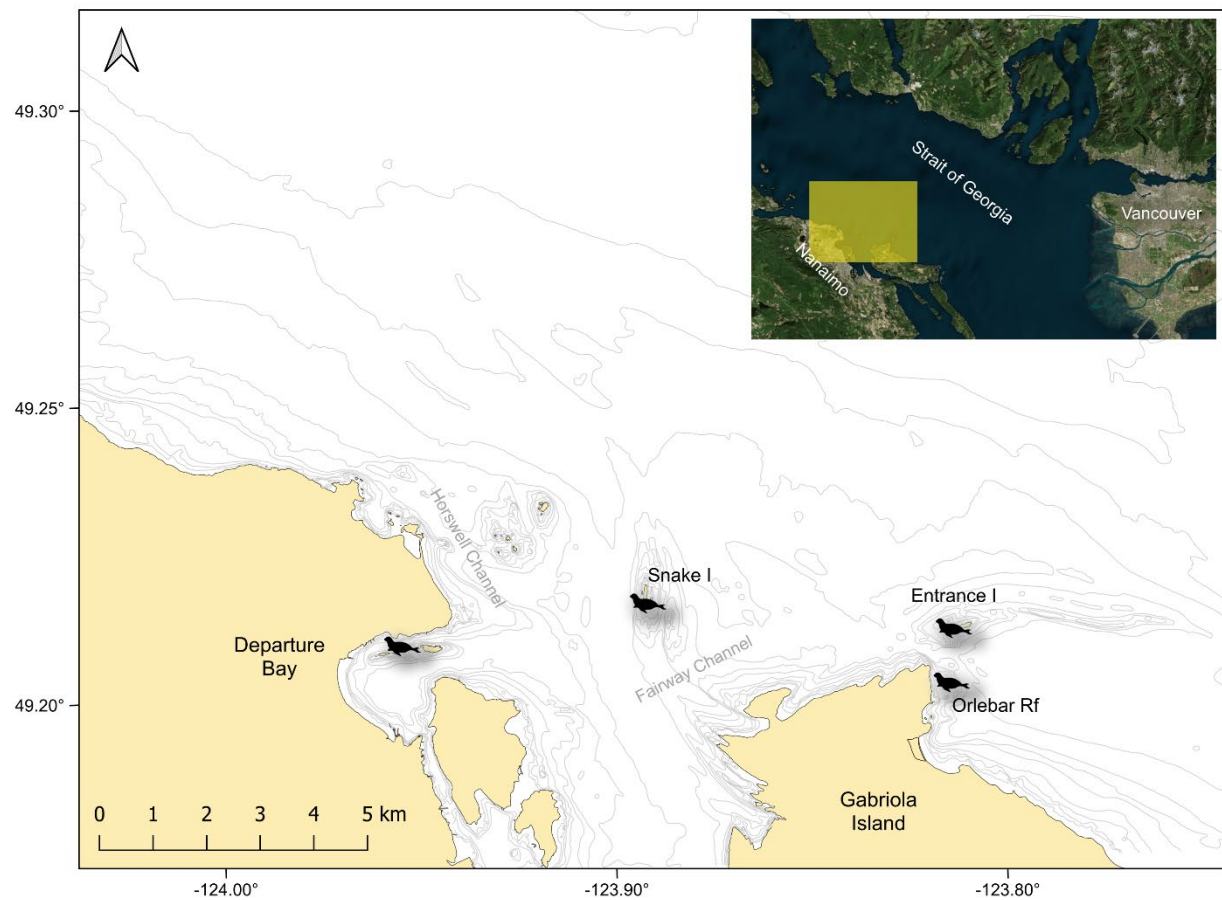 49.30°
49.25°
49.20°
Strait of Georgia
Vancouver
Nanaimo
Horswell Channel
Snake I
Entrance I
Departure
Bay
Fairway Channel
Orlebar Rf
Gabriola
Island
0 1 2 3 4 5 km
-124.00°
-123.90°
-123.80°